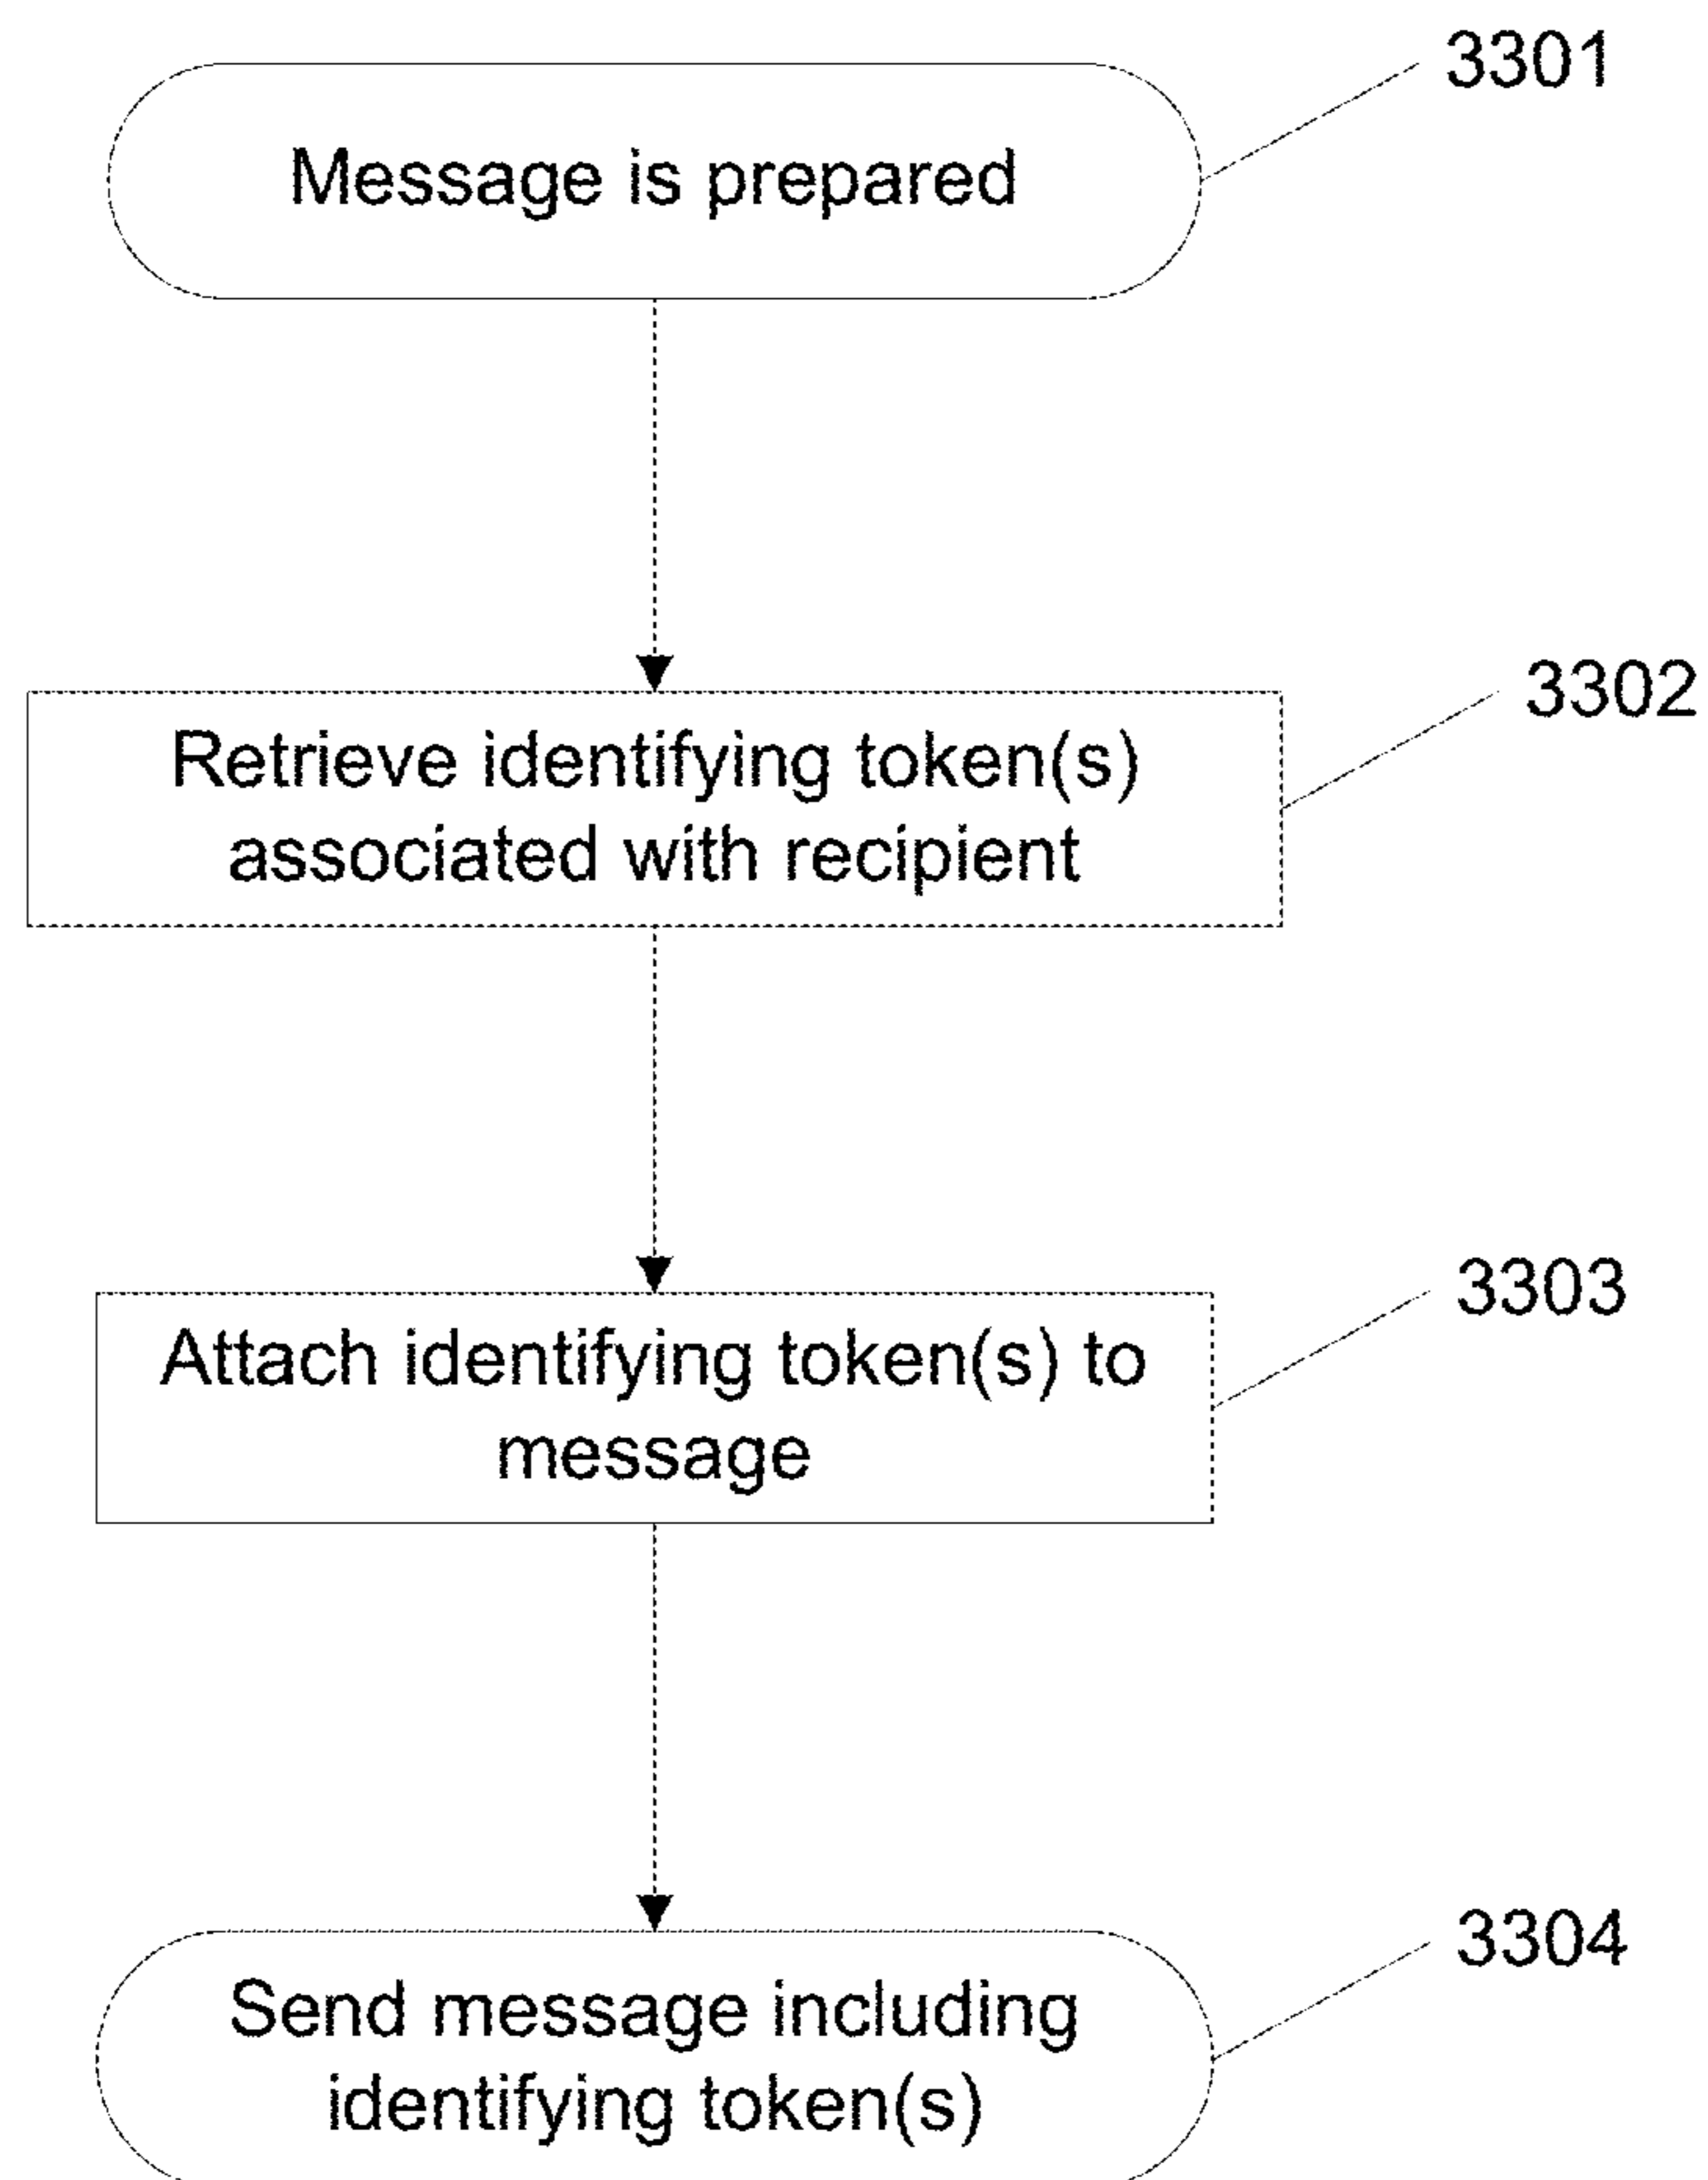 3301
Message is prepared
3302
Retrieve identifying token(s)
associated with recipient
3303
Attach identifying token(s) to
message
3304
Send message including
identifying token(s)